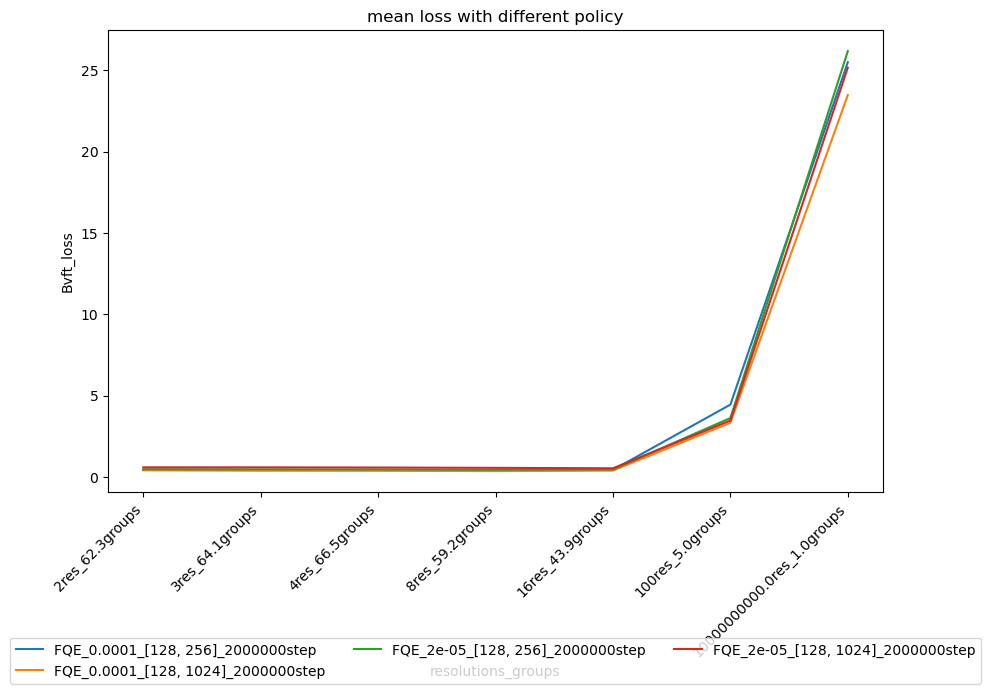 mean loss with different policy
25
20
15
10
5
0
Bvft_loss
2res_62.3groups
3res_64.1groups
4res_66.5groups
8res_59.2groups
16res_43.9groups
100res_5.0groups
FQE_0.0001_[128, 256]_2000000step
FQE_0.0001_[128, 1024]_2000000step
FQE_2e-05_[128, 256]_2000000step
FQE_2e-05_[128, 1024]_2000000step
resolutions_groups